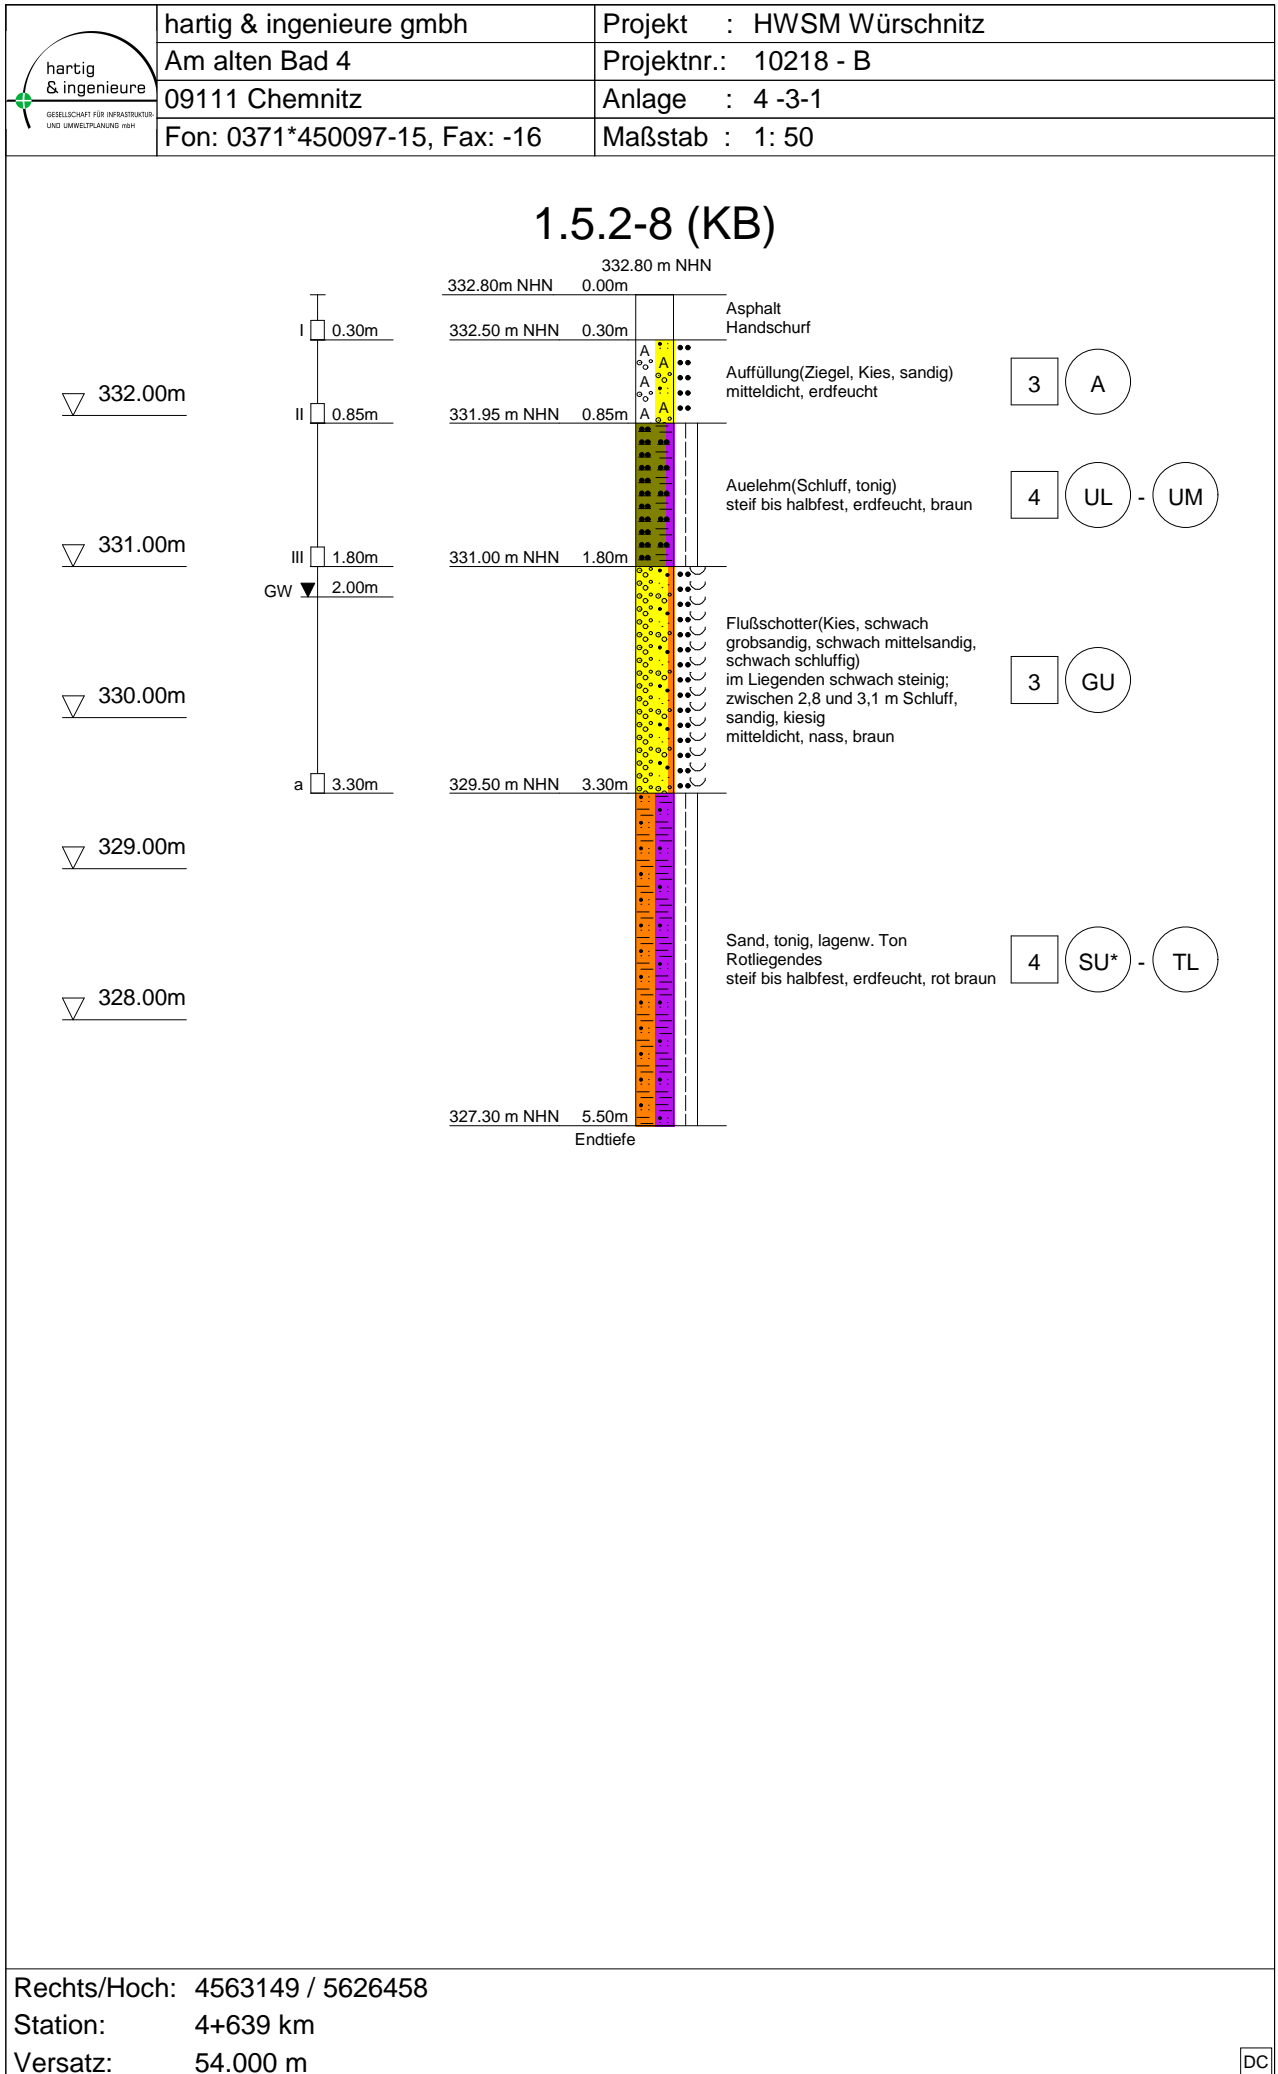 hartig
& ingenieure
GESELLSCHAFT FÜR INFRASTRUKTUR-
UND UMWELTPLANUNG mbH
hartig & ingenieure gmbh
Am alten Bad 4
09111 Chemnitz
Fon: 0371*450097-15, Fax: -16
Projekt : HWSM Würschnitz
Projektnr.: 10218 - B
Anlage : 4 -3-1
Maßstab : 1: 50
1.5.2-8 (KB)
332.80 m NHN
332.80m NHN 0.00m
Asphalt
Handschurf
I 0.30m
332.50 m NHN 0.30m
A
A
A
A
A
Auffüllung(Ziegel, Kies, sandig)
mitteldicht, erdfeucht
3 A
332.00m
II 0.85m
331.95 m NHN 0.85m
Auelehm(Schluff, tonig)
steif bis halbfest, erdfeucht, braun
4 UL - UM
331.00m
III 1.80m
331.00 m NHN 1.80m
GW 2.00m
Flußschotter(Kies, schwach
grobsandig, schwach mittelsandig,
schwach schluffig)
im Liegenden schwach steinig;
zwischen 2,8 und 3,1 m Schluff,
sandig, kiesig
mitteldicht, nass, braun
3 GU
330.00m
a 3.30m
329.50 m NHN 3.30m
329.00m
Sand, tonig, lagenw. Ton
Rotliegendes
steif bis halbfest, erdfeucht, rot braun
4 SU* - TL
328.00m
327.30 m NHN 5.50m
Endtiefe
Rechts/Hoch: 4563149 / 5626458
Station: 4+639 km
Versatz: 54.000 m
DC